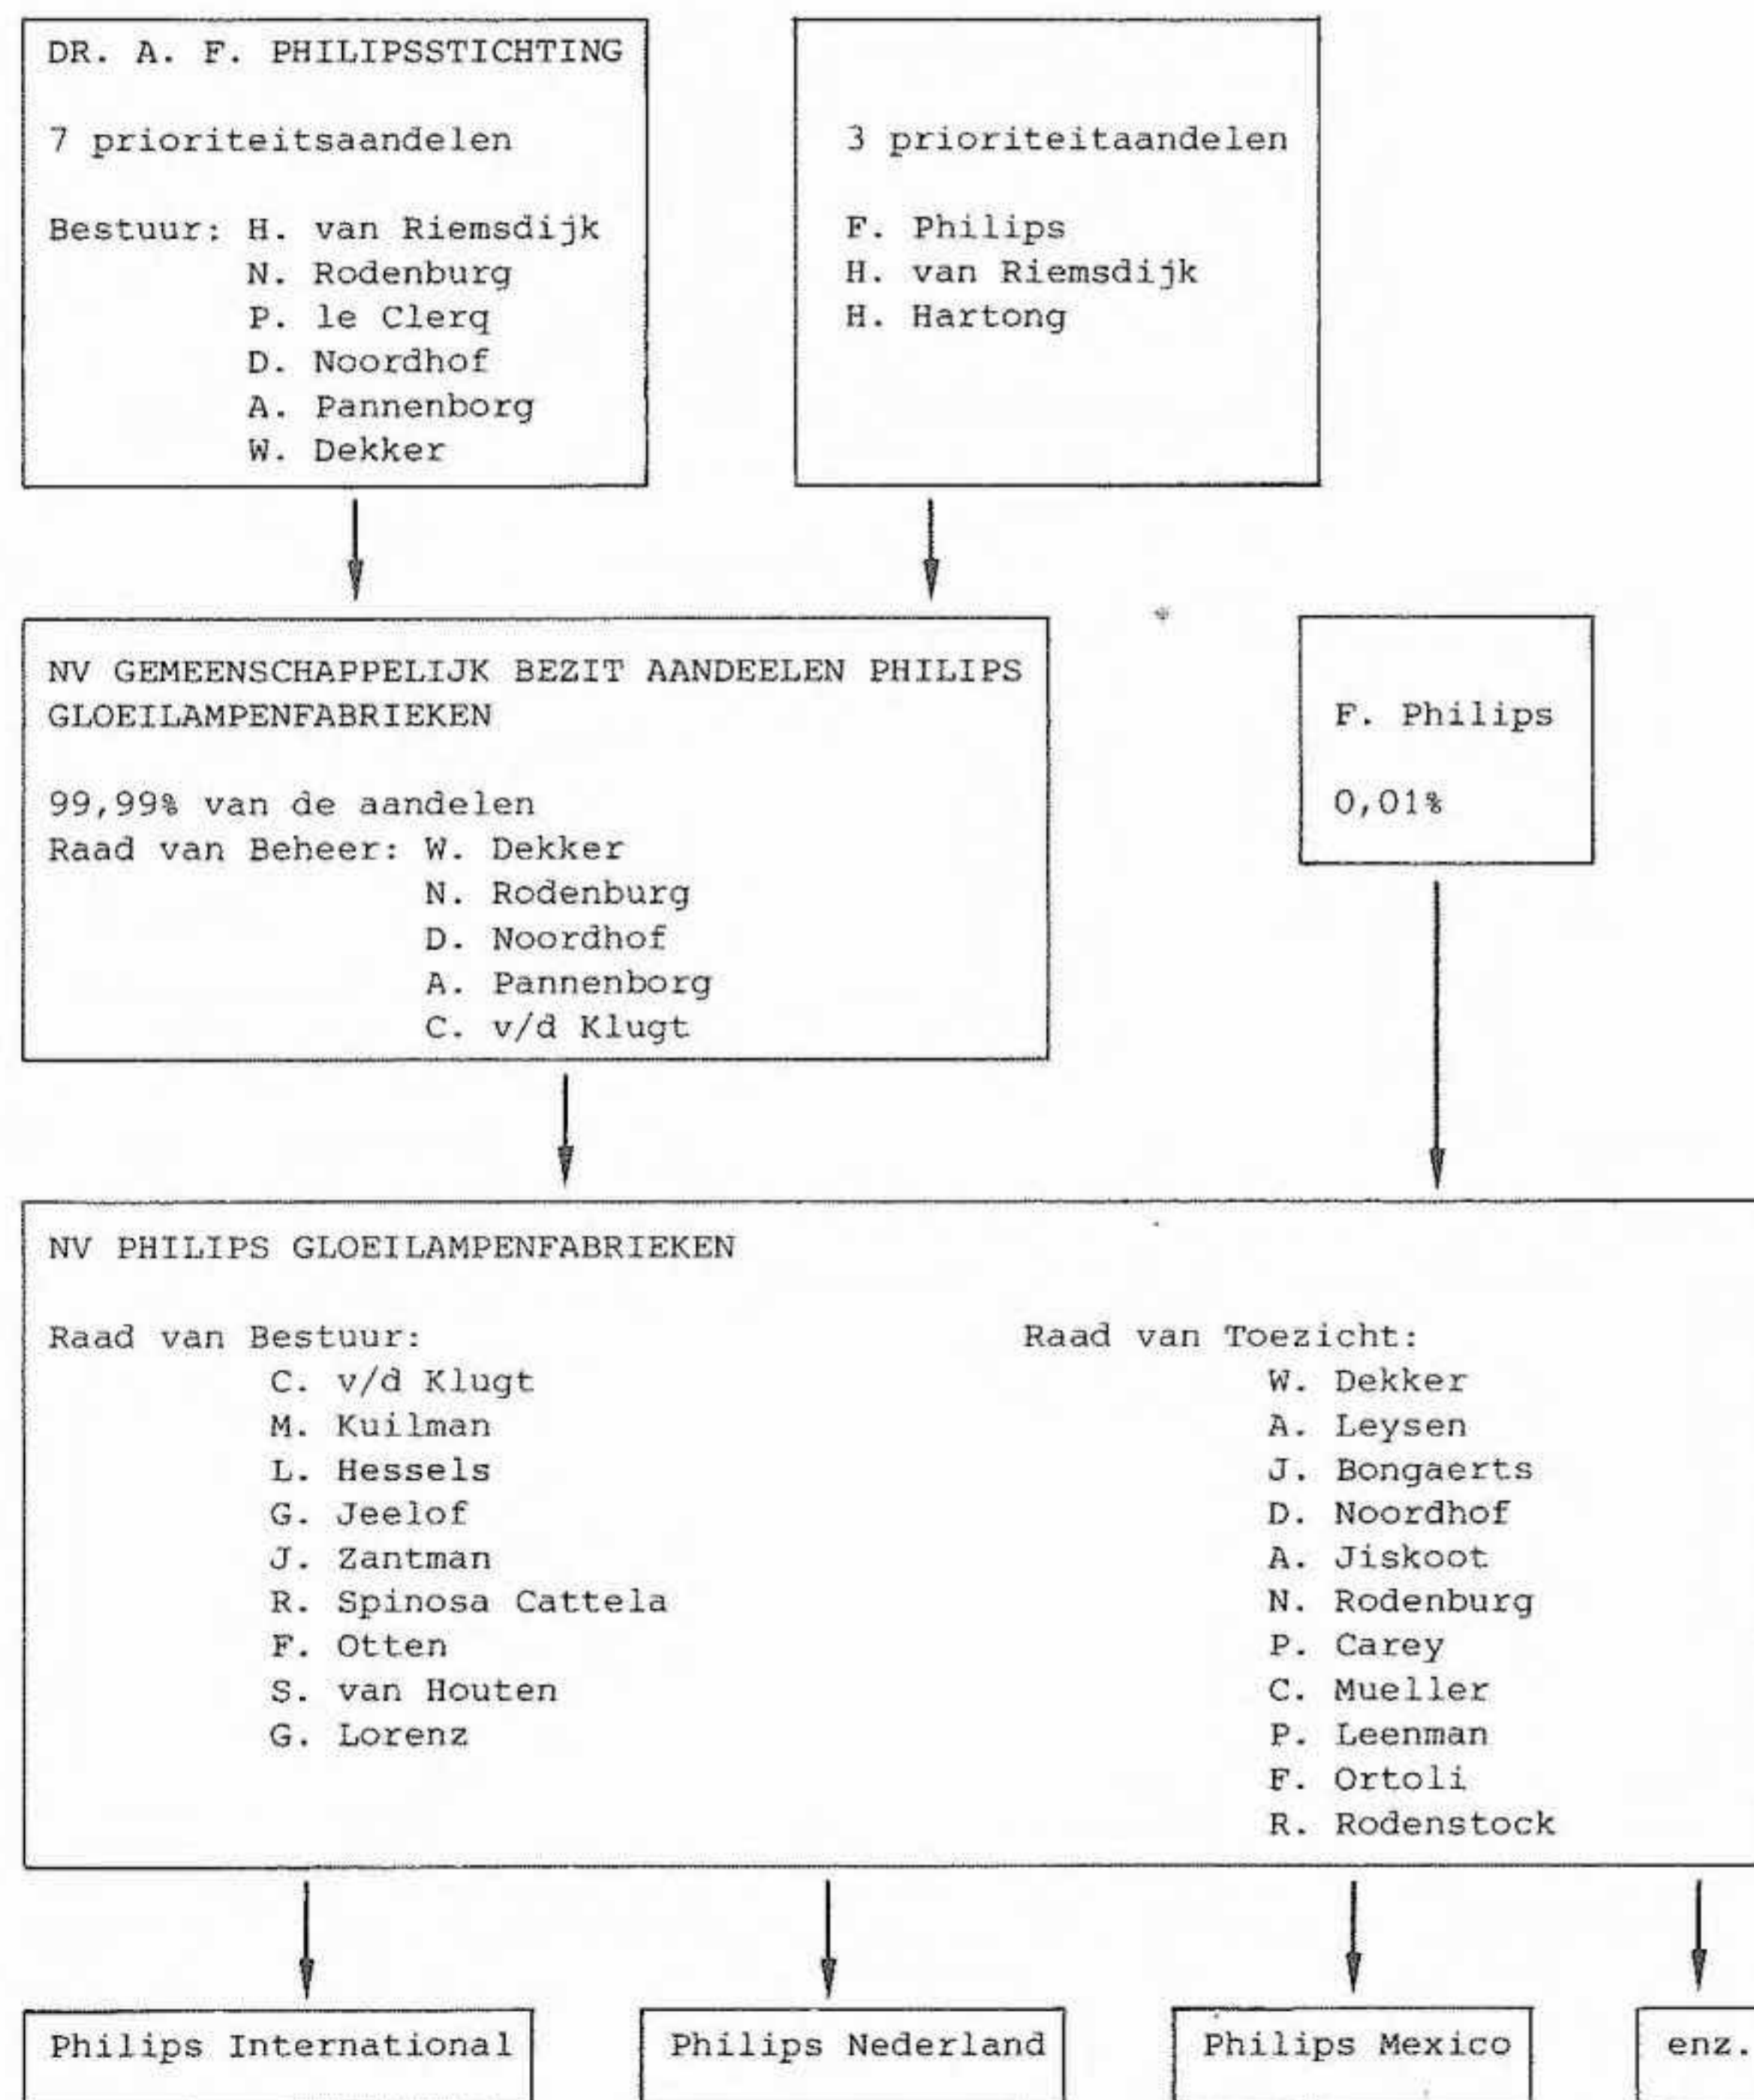 DR. A. F. PHILIPSSTICHTING
7 prioriteitsaandelen
Bestuur: H. van Riemsdijk
N. Rodenburg
P. le Clerq
D. Noordhof
A. Pannenborg
W. Dekker
3 prioriteitaandelen
F. Philips
H. van Riemsdijk
H. Hartong
NV GEMEENSCHAPPELIJK BEZIT AANDEELEN PHILIPS
GLOEILAMPENFABRIEKEN
99,99% van de aandelen
Raad van Beheer: W. Dekker
N. Rodenburg
D. Noordhof
A. Pannenborg
C. v/d Klugt
F. Philips
0,01%
NV PHILIPS GLOEILAMPENFABRIEKEN
Raad van Bestuur:
C. v/d Klugt
M. Kuilman
L. Hessels
G. Jeelof
J. Zantman
R. Spinosa Cattela
F. Otten
S. van Houten
G. Lorenz
Raad van Toezicht:
W. Dekker
A. Leysen
J. Bongaerts
D. Noordhof
A. Jiskoot
N. Rodenburg
P. Carey
C. Mueller
P. Leenman
F. Ortoli
R. Rodenstock
Philips International
Philips Nederland
Philips Mexico
enz.